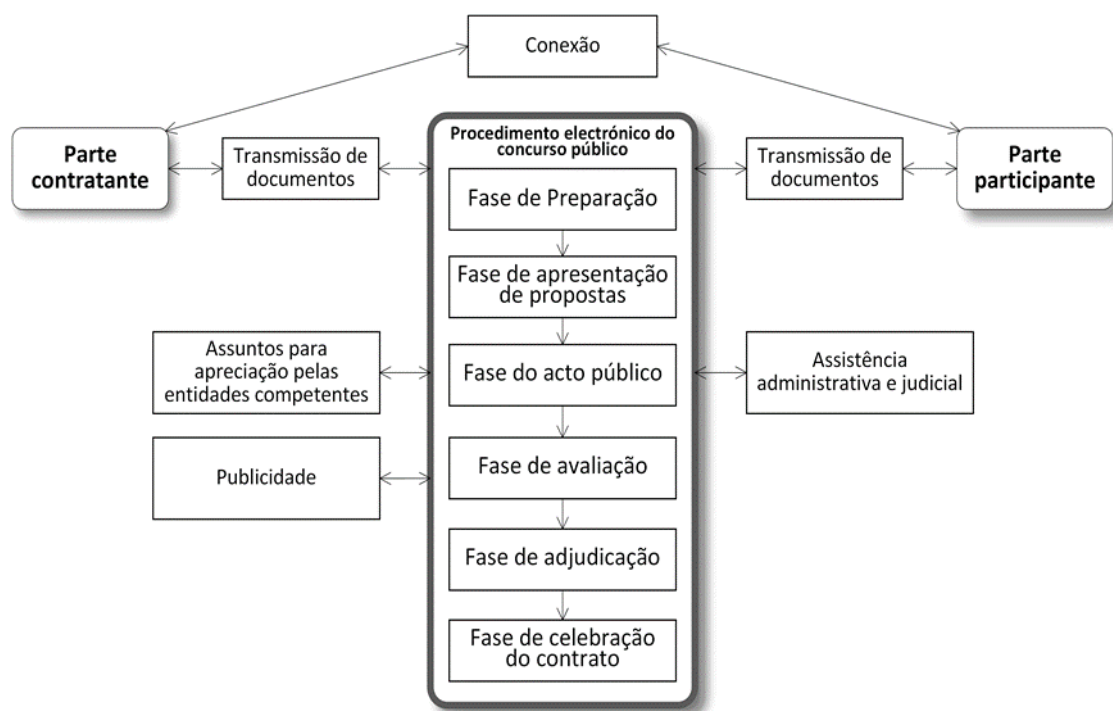 Conexão
Procedimento electrónico do
concurso público
Parte
contratante
Transmissão de
documentos
Transmissão de
documentos
Parte
participante
Fase de Preparação
Fase de apresentação
de propostas
Assuntos para
apreciação pelas
entidades competentes
Fase do acto público
Assistência
administrativa e judicial
Publicidade
Fase de avaliação
Fase de adjudicação
Fase de celebração
do contrato